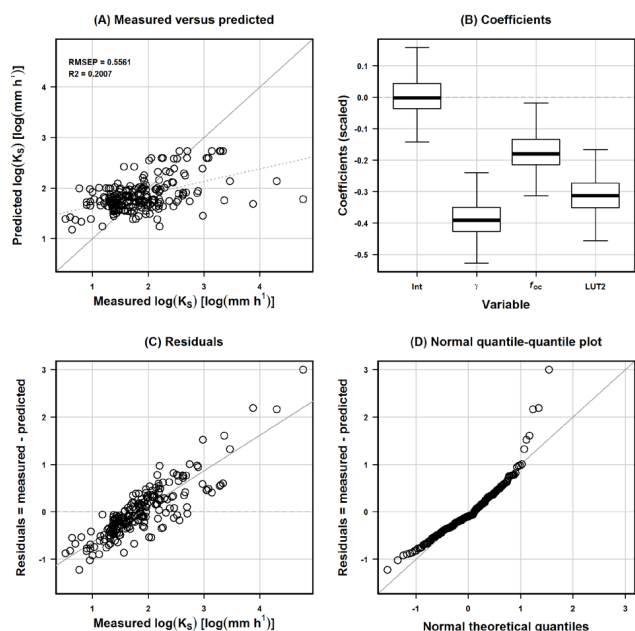 (A) Measured versus predicted
RMSEP = 0.5561
R2 = 0.2007
4
3
2
1
1 2 3 4
Predicted log(Ks) [log(mm h¹)]
Measured log(Ks) [log(mm h¹)]
(B) Coefficients
0.1
0.0
-0.1
-0.2
-0.3
-0.4
-0.5
Int γ foc LUT2
Coefficients (scaled)
Variable
(C) Residuals
3
2
1
0
-1
1 2 3 4
Residuals = measured - predicted
Measured log(Ks) [log(mm h¹)]
(D) Normal quantile-quantile plot
3
2
1
0
-1
-1 0 1 2 3
Residuals = measured - predicted
Normal theoretical quantiles